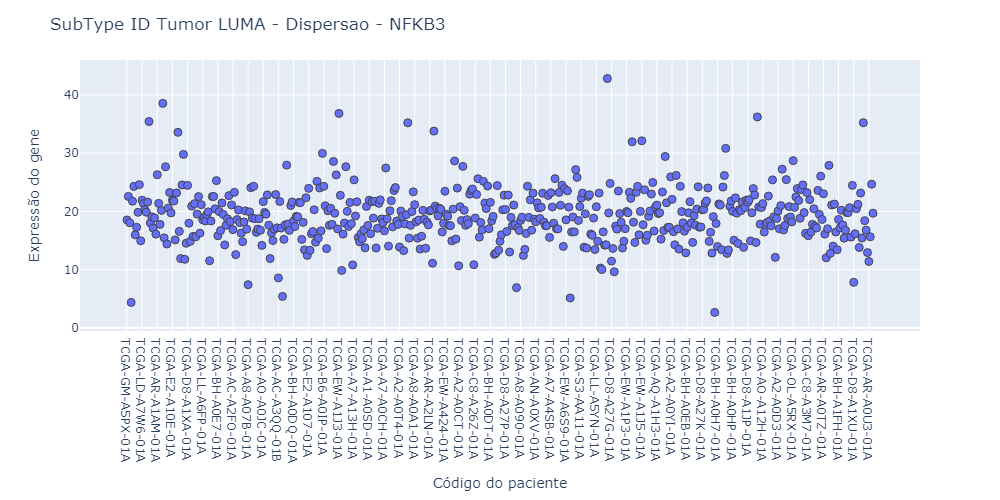 SubType ID Tumor LUMA - Dispersao - NFKB3
Expressão do gene
40
30
20
10
0
TCGA-GM-A5PX-01A
TCGA-LD-A7W6-01A
TCGA-AR-A1AM-01A
TCGA-E2-A10E-01A
TCGA-D8-A1XA-01A
TCGA-LL-A6FP-01A
TCGA-BH-A0E7-01A
TCGA-AC-A2FO-01A
TCGA-A8-A07B-01A
TCGA-AO-A0JC-01A
TCGA-AC-A3QQ-01B
TCGA-BH-A0DQ-01A
TCGA-E2-A107-01A
TCGA-B6-A0IP-01A
TCGA-EW-A1J3-01A
TCGA-A7-A13H-01A
TCGA-A1-A0SD-01A
TCGA-A7-A0CH-01A
TCGA-A2-A0T4-01A
TCGA-A8-A0A1-01A
TCGA-AR-A2LN-01A
TCGA-EW-A424-01A
TCGA-A2-A0CT-01A
TCGA-C8-A26Z-01A
TCGA-BH-A0DT-01A
TCGA-D8-A27P-01A
TCGA-A8-A090-01A
TCGA-AN-A0XV-01A
TCGA-A7-A4SB-01A
TCGA-EW-A6S9-01A
TCGA-S3-AA11-01A
TCGA-LL-A5YN-01A
TCGA-D8-A27G-01A
TCGA-EW-A1P3-01A
TCGA-EW-A1J5-01A
TCGA-AQ-A1H3-01A
TCGA-A2-A0YI-01A
TCGA-BH-A0EB-01A
TCGA-D8-A27K-01A
TCGA-BH-A0H7-01A
TCGA-BH-A0HP-01A
TCGA-D8-A1JP-01A
TCGA-AO-A12H-01A
TCGA-A2-A0D3-01A
TCGA-OL-A5RX-01A
TCGA-C8-A3M7-01A
TCGA-AR-A0TZ-01A
TCGA-BH-A1FH-01A
TCGA-D8-A1XU-01A
TCGA-AR-A0U3-01A
Código do paciente